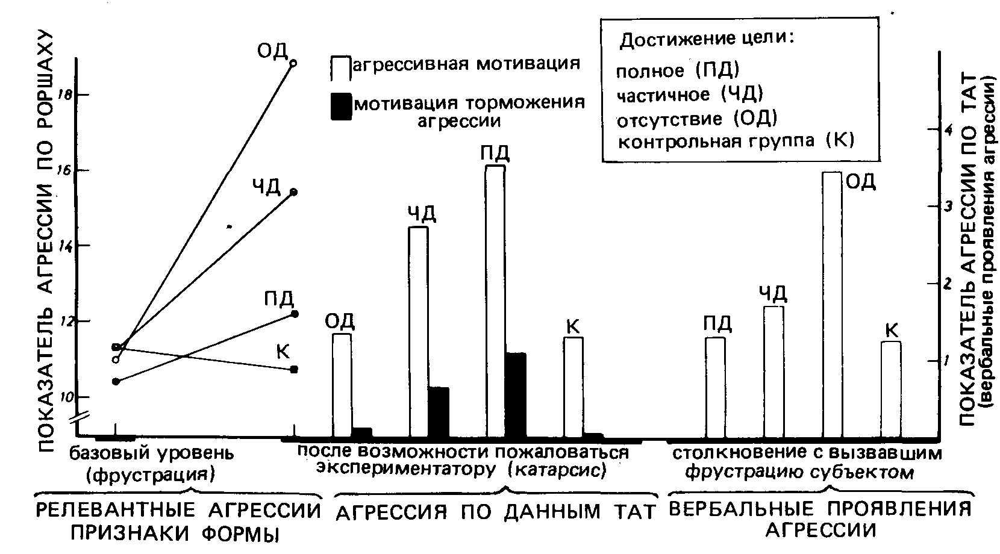 ПОКАЗАТЕЛЬ АГРЕССИИ ПО РОРШАХУ
18
16
14
12
10
ОД
ЧД
ПД
К
агрессивная мотивация
мотивация торможения
агрессии
Достижение цели:
полное (ПД)
частичное (ЧД)
отсутствие (ОД)
контрольная группа (К)
ОД
ЧД
ПД
К
ПД
ЧД
ОД
К
4
3
2
1
ПОКАЗАТЕЛЬ АГРЕССИИ ПО ТАТ
(вербальные проявления агрессии)
базовый уровень
(фрустрация)
после возможности пожаловаться
экспериментатору (катарсис)
столкновение с вызвавшим
фрустрацию субъектом
РЕЛЕВАНТНЫЕ АГРЕССИИ
ПРИЗНАКИ ФОРМЫ
АГРЕССИЯ ПО ДАННЫМ ТАТ
ВЕРБАЛЬНЫЕ ПРОЯВЛЕНИЯ
АГРЕССИИ